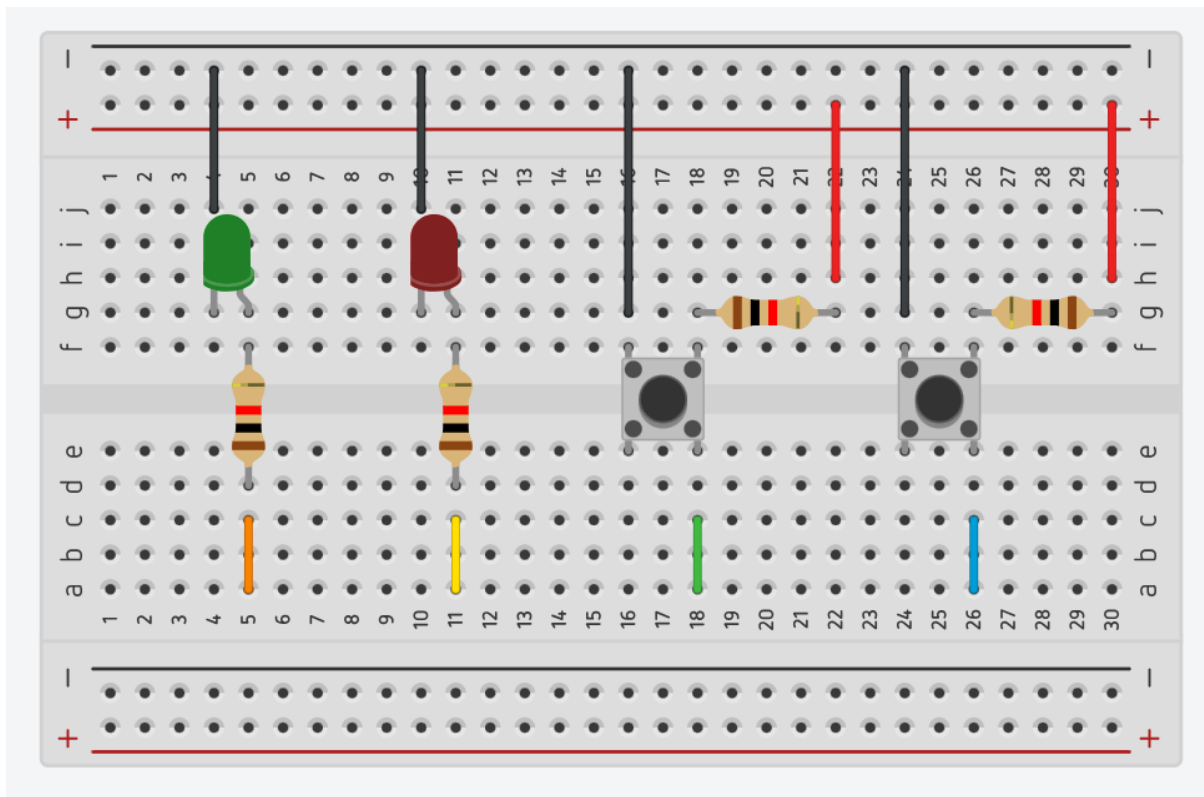 − −
+ +
1 2 3 4 5 6 7 8 9 10 11 12 13 14 15 16 17 18 19 20 21 22 23 24 25 26 27 28 29 30
j j
i i
h h
g g
f f
e e
d d
c c
b b
a a
1 2 3 4 5 6 7 8 9 10 11 12 13 14 15 16 17 18 19 20 21 22 23 24 25 26 27 28 29 30
− −
+ +